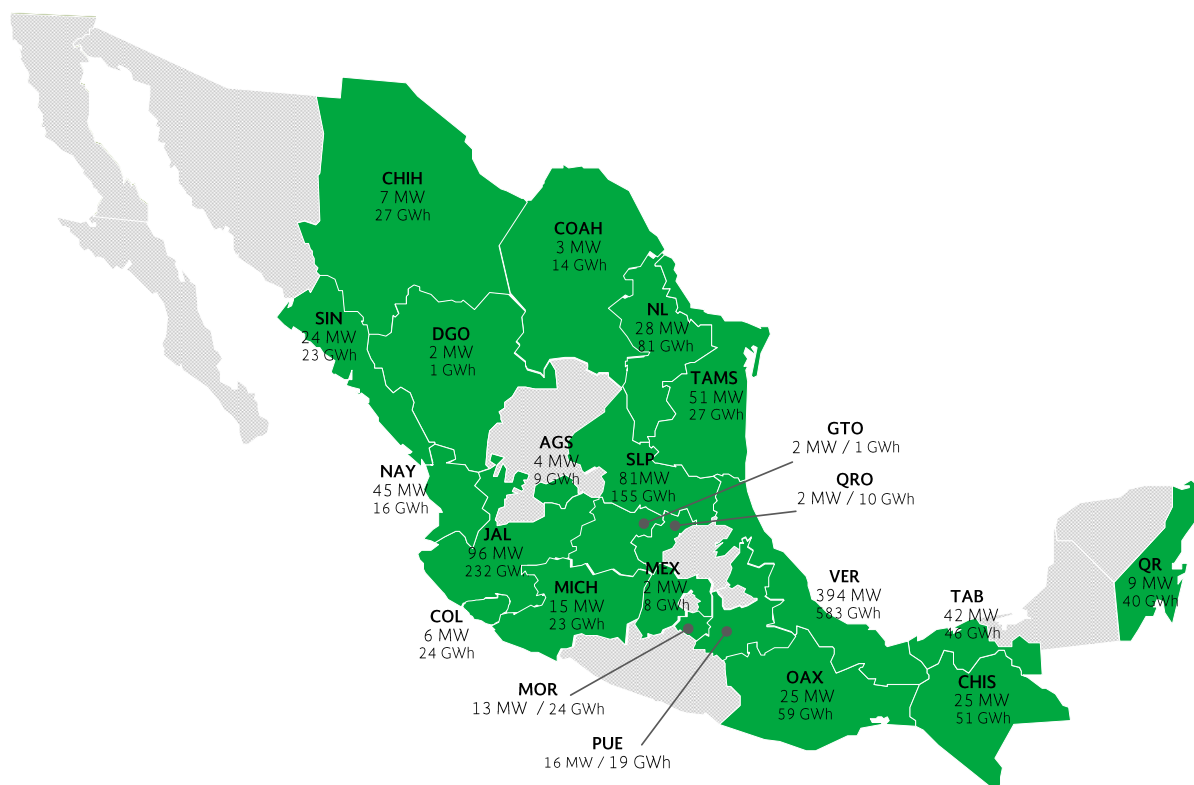 CHIH
7 MW
27 GWh
COAH
3 MW
14 GWh
SIN
24 MW
23 GWh
DGO
2 MW
1 GWh
NL
28 MW
81 GWh
TAMS
51 MW
27 GWh
GTO
2 MW / 1 GWh
AGS
4 MW
9 GWh
SLP
81MW
155 GWh
NAY
45 MW
16 GWh
QRO
2 MW / 10 GWh
JAL
96 MW
232 GWh
MEX
2 MW
8 GWh
MICH
15 MW
23 GWh
VER
394 MW
583 GWh
TAB
42 MW
46 GWh
QR
9 MW
40 GWh
COL
6 MW
24 GWh
OAX
25 MW
59 GWh
CHIS
25 MW
51 GWh
MOR
13 MW / 24 GWh
PUE
16 MW / 19 GWh